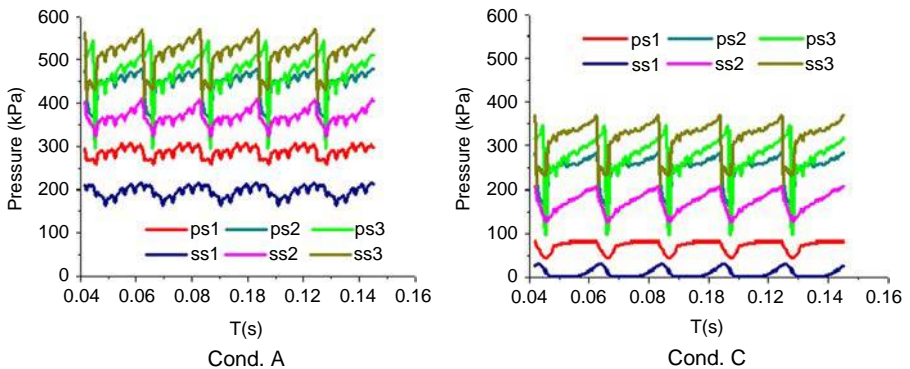 600
500
400
300
200
100
0
Pressure (kPa)
ps1 ps2 ps3
ss1 ss2 ss3
0.04 0.06 0.08 0.18 0.12 0.14 0.16
T(s)
Cond. A
600
500
400
300
200
100
0
Pressure (kPa)
ps1 ps2 ps3
ss1 ss2 ss3
0.04 0.06 0.08 0.18 0.12 0.14 0.16
T(s)
Cond. C